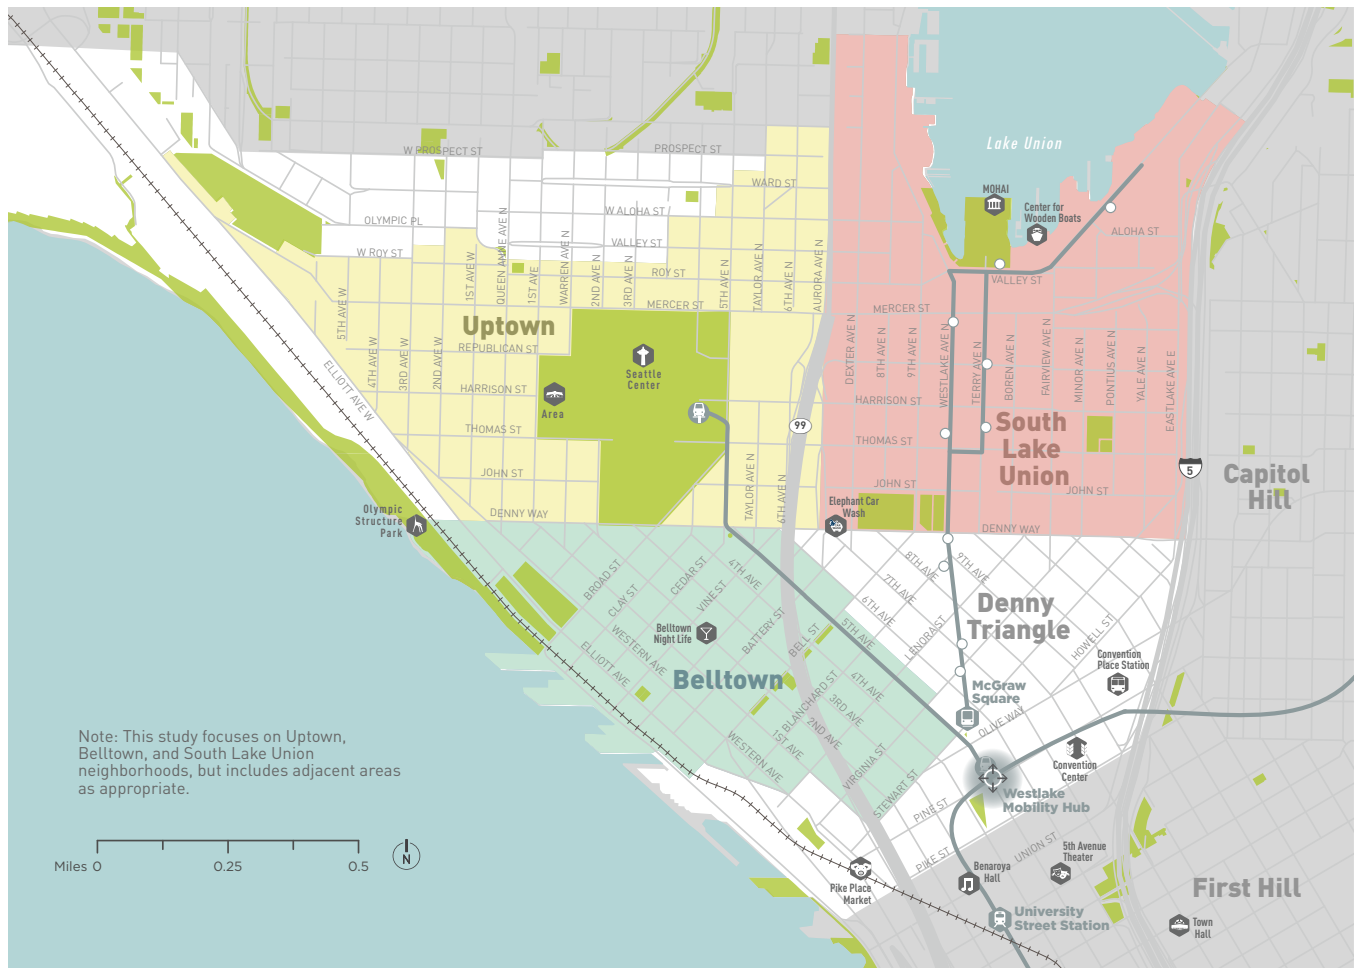 W PROSPECT ST
PROSPECT ST
WARD ST
W ALOHA ST
OLYMPIC PL
VALLEY ST
W ROY ST
ROY ST
MERCER ST
1ST AVE W
QUEEN ANNE AVE N
1ST AVE
WARREN AVE N
2ND AVE N
3RD AVE N
5TH AVE N
TAYLOR AVE N
6TH AVE N
AURORA AVE N
5TH AVE W
4TH AVE W
3RD AVE W
2ND AVE W
Uptown
REPUBLICAN ST
HARRISON ST
THOMAS ST
JOHN ST
DENNY WAY
ELLIOTT AVE W
Seattle
Center
Area
TAYLOR AVE N
6TH AVE N
99
Lake Union
MOHAI
Center for
Wooden Boats
ALOHA ST
VALLEY ST
MERCER ST
DEXTER AVE N
8TH AVE N
9TH AVE N
WESTLAKE AVE N
TERRY AVE N
BOREN AVE N
FAIRVIEW AVE N
MINOR AVE N
PONTIUS AVE N
YALE AVE N
EASTLAKE AVE E
HARRISON ST
THOMAS ST
South
Lake
Union
JOHN ST
JOHN ST
DENNY WAY
5
Capitol
Hill
Elephant Car
Wash
Olympic
Structure
Park
BROAD ST
CLAY ST
CEDAR ST
VINE ST
4TH AVE
WESTERN AVE
ELLIOTT AVE
Belltown
Night Life
BATTERY ST
BELL ST
5TH AVE
Belltown
BLANCHARD ST
4TH AVE
3RD AVE
2ND AVE
1ST AVE
WESTERN AVE
VIRGINIA ST
STEWART ST
8TH AVE
9TH AVE
7TH AVE
6TH AVE
LENORA ST
Denny
Triangle
HOWELL ST
Convention
Place Station
McGraw
Square
OLIVE WAY
Convention
Center
Westlake
Mobility Hub
PINE ST
PIKE ST
UNION ST
5th Avenue
Theater
Benaroya
Hall
Pike Place
Market
University
Street Station
First Hill
Town
Hall
Note: This study focuses on Uptown,
Belltown, and South Lake Union
neighborhoods, but includes adjacent areas
as appropriate.
Miles 0 0.25 0.5
N